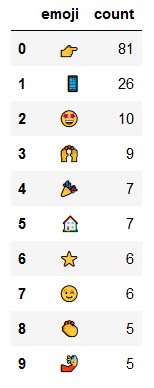 emoji count
0 👉 81
1 📱 26
2 🤩 10
3 🙌 9
4 🎉 7
5 🏠 7
6 ⭐ 6
7 😉 6
8 👏 5
9 🤳 5